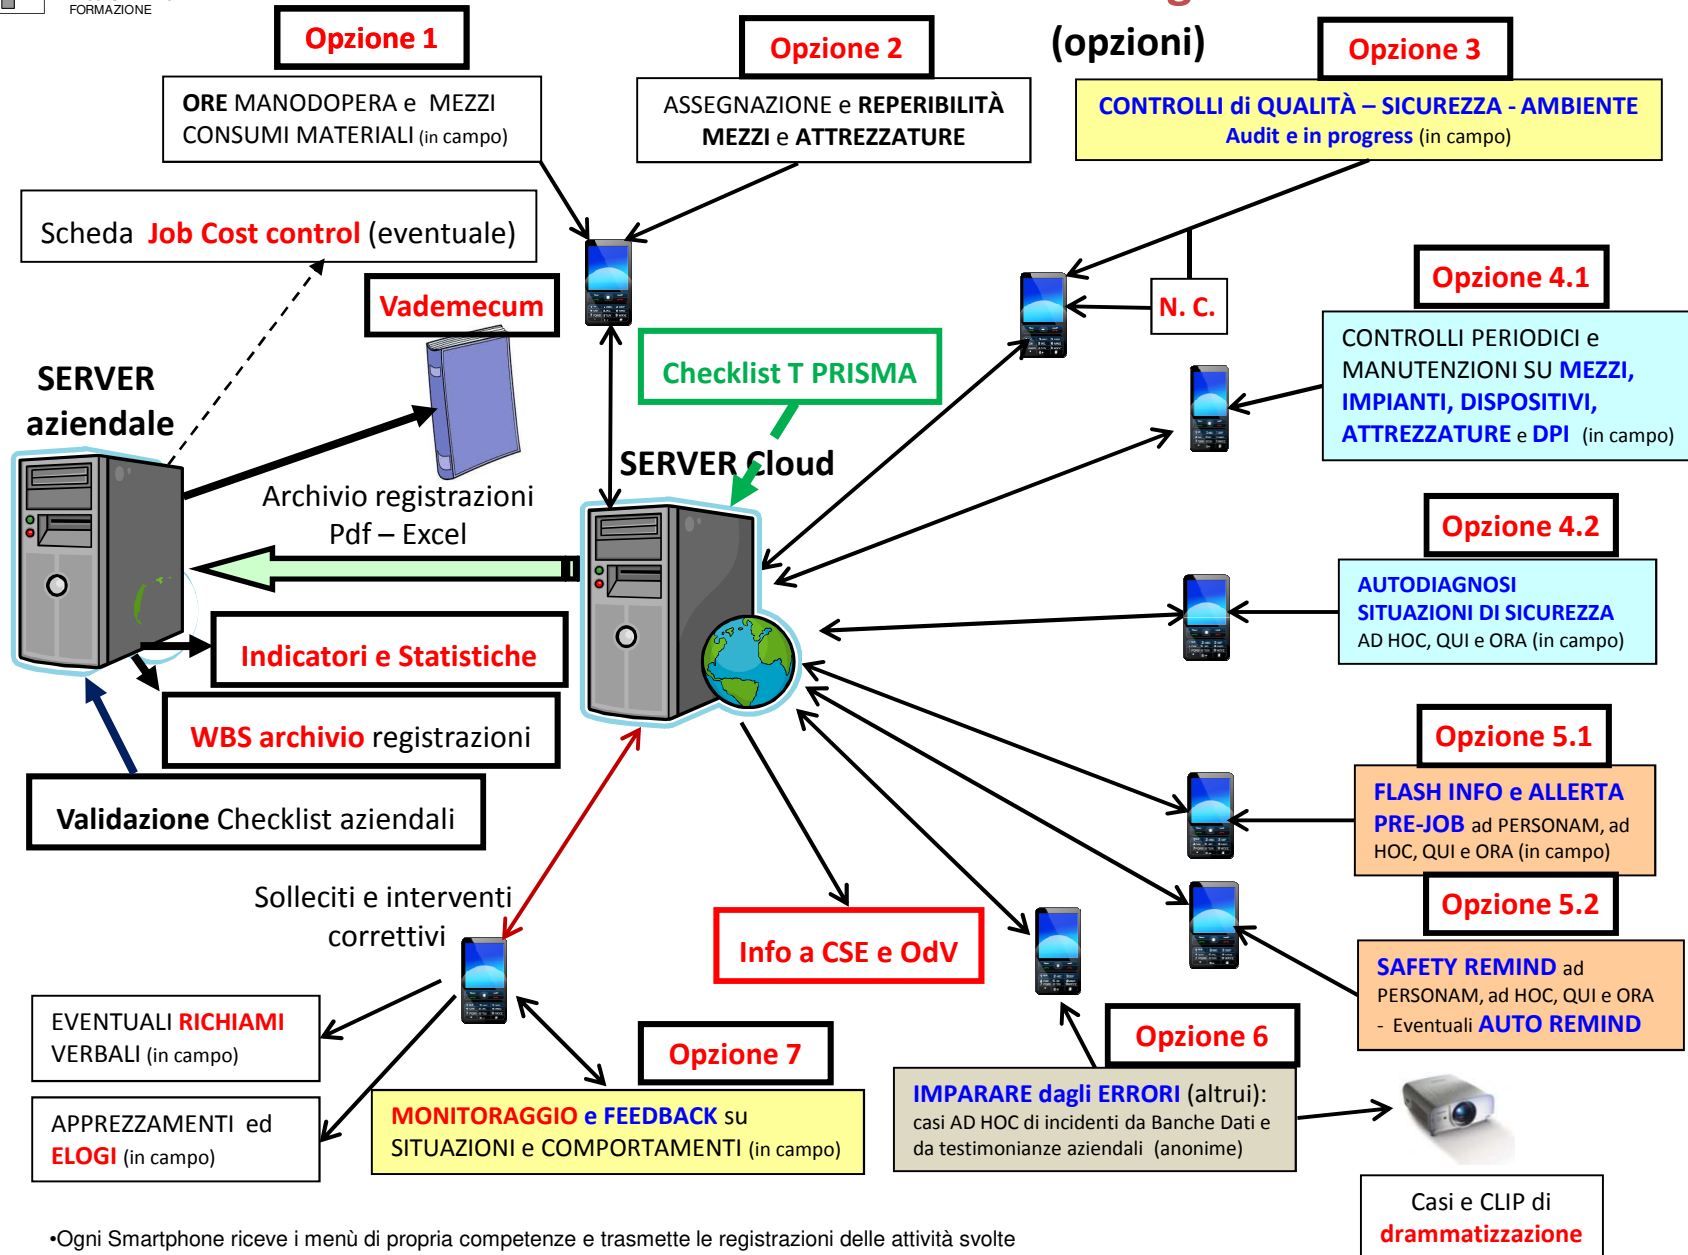 FORMAZIONE
(opzioni)
Opzione 1
ORE MANODOPERA e MEZZI
CONSUMI MATERIALI (in campo)
Opzione 2
ASSEGNAZIONE e REPERIBILITÀ
MEZZI e ATTREZZATURE
Opzione 3
CONTROLLI di QUALITÀ – SICUREZZA - AMBIENTE
Audit e in progress (in campo)
Scheda Job Cost control (eventuale)
Vademecum
N. C.
Opzione 4.1
CONTROLLI PERIODICI e
MANUTENZIONI SU MEZZI,
IMPIANTI, DISPOSITIVI,
ATTREZZATURE e DPI (in campo)
Checklist T PRISMA
SERVER
aziendale
SERVER Cloud
Archivio registrazioni
Pdf – Excel
Opzione 4.2
AUTODIAGNOSI
SITUAZIONI DI SICUREZZA
AD HOC, QUI e ORA (in campo)
Indicatori e Statistiche
WBS archivio registrazioni
Validazione Checklist aziendali
Opzione 5.1
FLASH INFO e ALLERTA
PRE-JOB ad PERSONAM, ad
HOC, QUI e ORA (in campo)
Opzione 5.2
SAFETY REMIND ad
PERSONAM, ad HOC, QUI e ORA
- Eventuali AUTO REMIND
Solleciti e interventi
correttivi
Info a CSE e OdV
EVENTUALI RICHIAMI
VERBALI (in campo)
APPREZZAMENTI ed
ELOGI (in campo)
Opzione 7
MONITORAGGIO e FEEDBACK su
SITUAZIONI e COMPORTAMENTI (in campo)
Opzione 6
IMPARARE dagli ERRORI (altrui):
casi AD HOC di incidenti da Banche Dati e
da testimonianze aziendali (anonime)
Casi e CLIP di
drammatizzazione
•Ogni Smartphone riceve i menù di propria competenze e trasmette le registrazioni delle attività svolte